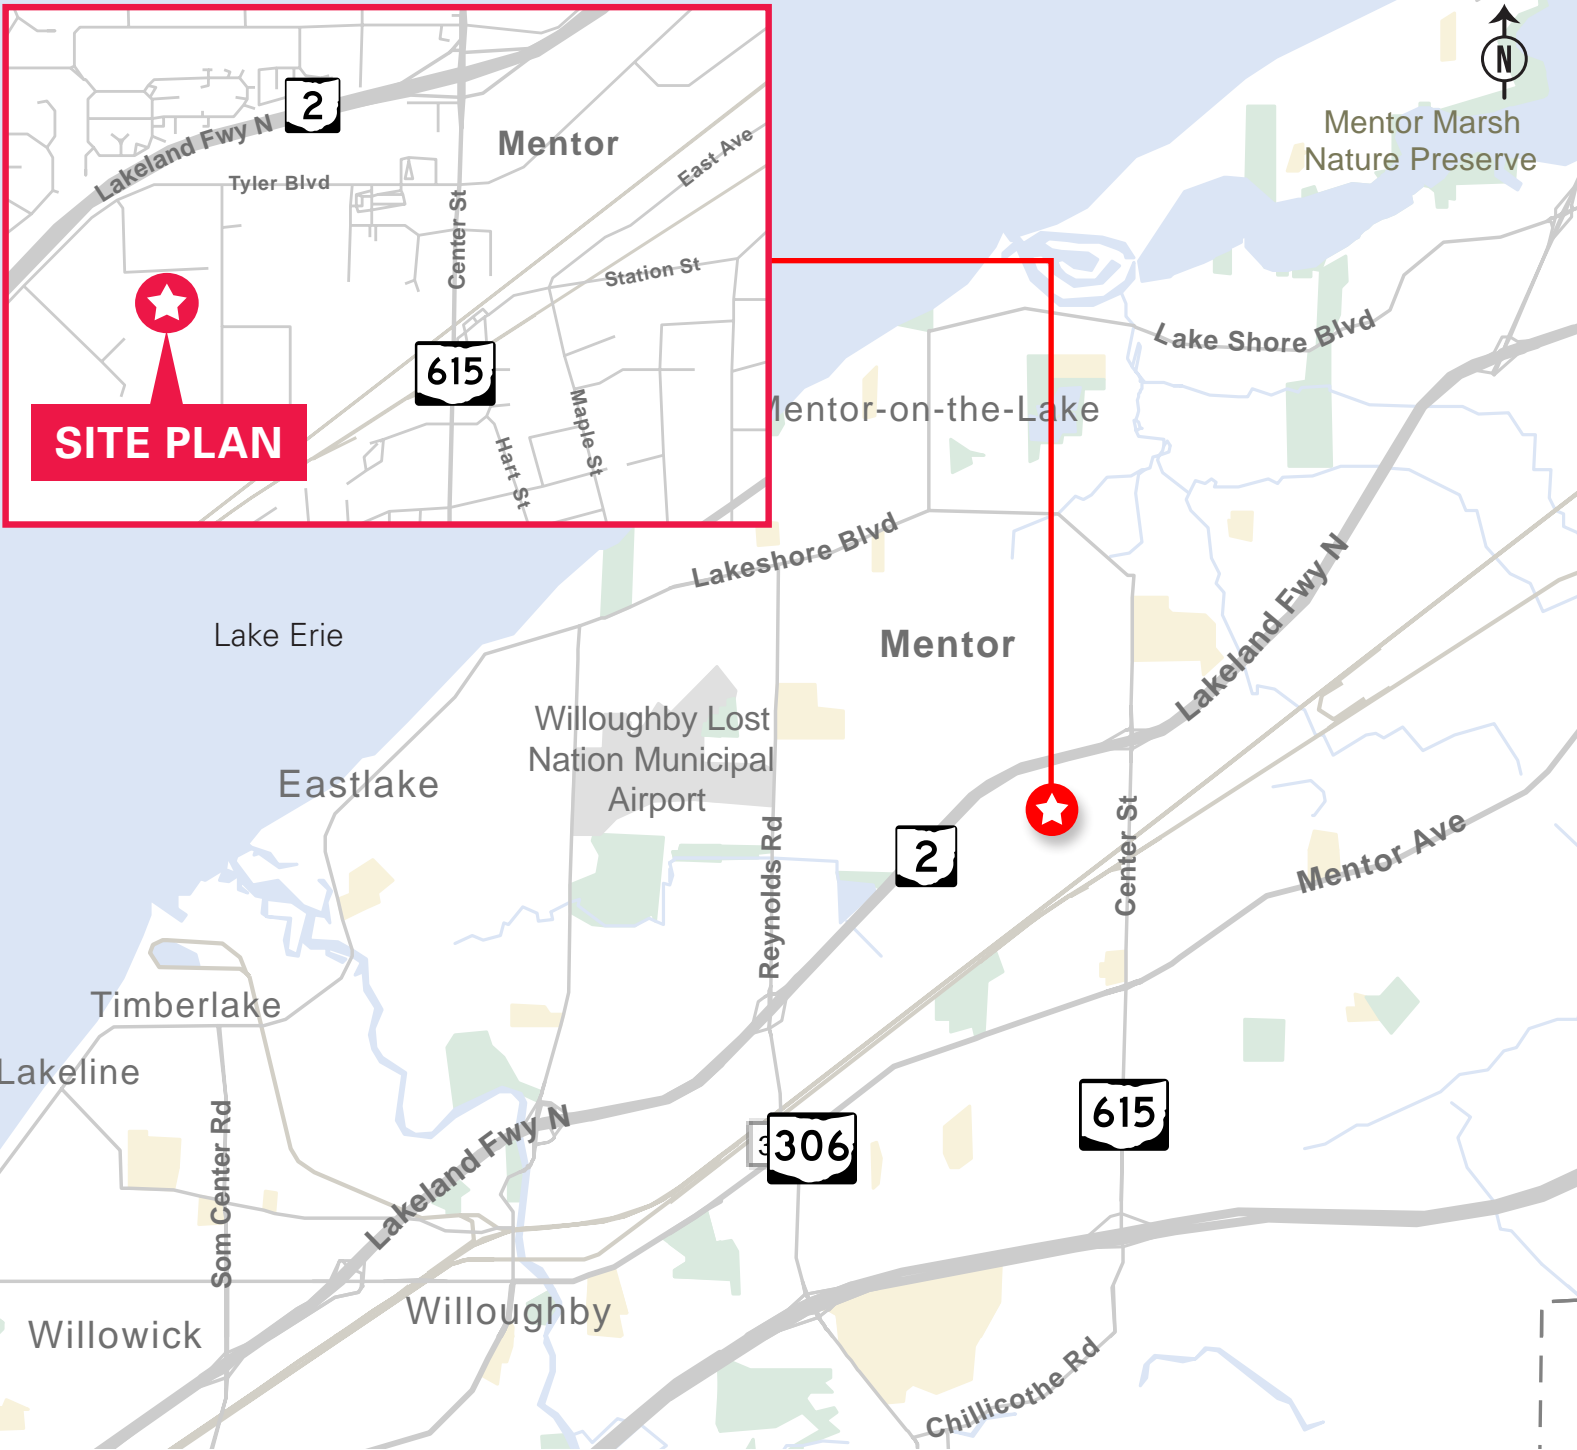 2
Mentor
Lakeland Fwy N
East Ave
Tyler Blvd
Center St
Station St
615
Maple St
Hart St
SITE PLAN
N
Mentor Marsh
Nature Preserve
Lake Shore Blvd
Mentor-on-the-Lake
Lakeshore Blvd
Lakeland Fwy N
Lake Erie
Mentor
Willoughby Lost
Nation Municipal
Airport
Eastlake
2
Reynolds Rd
Center St
Mentor Ave
Timberlake
Lakeline
Som Center Rd
Lakeland Fwy N
3
306
615
Willoughby
Willowick
Chillicothe Rd